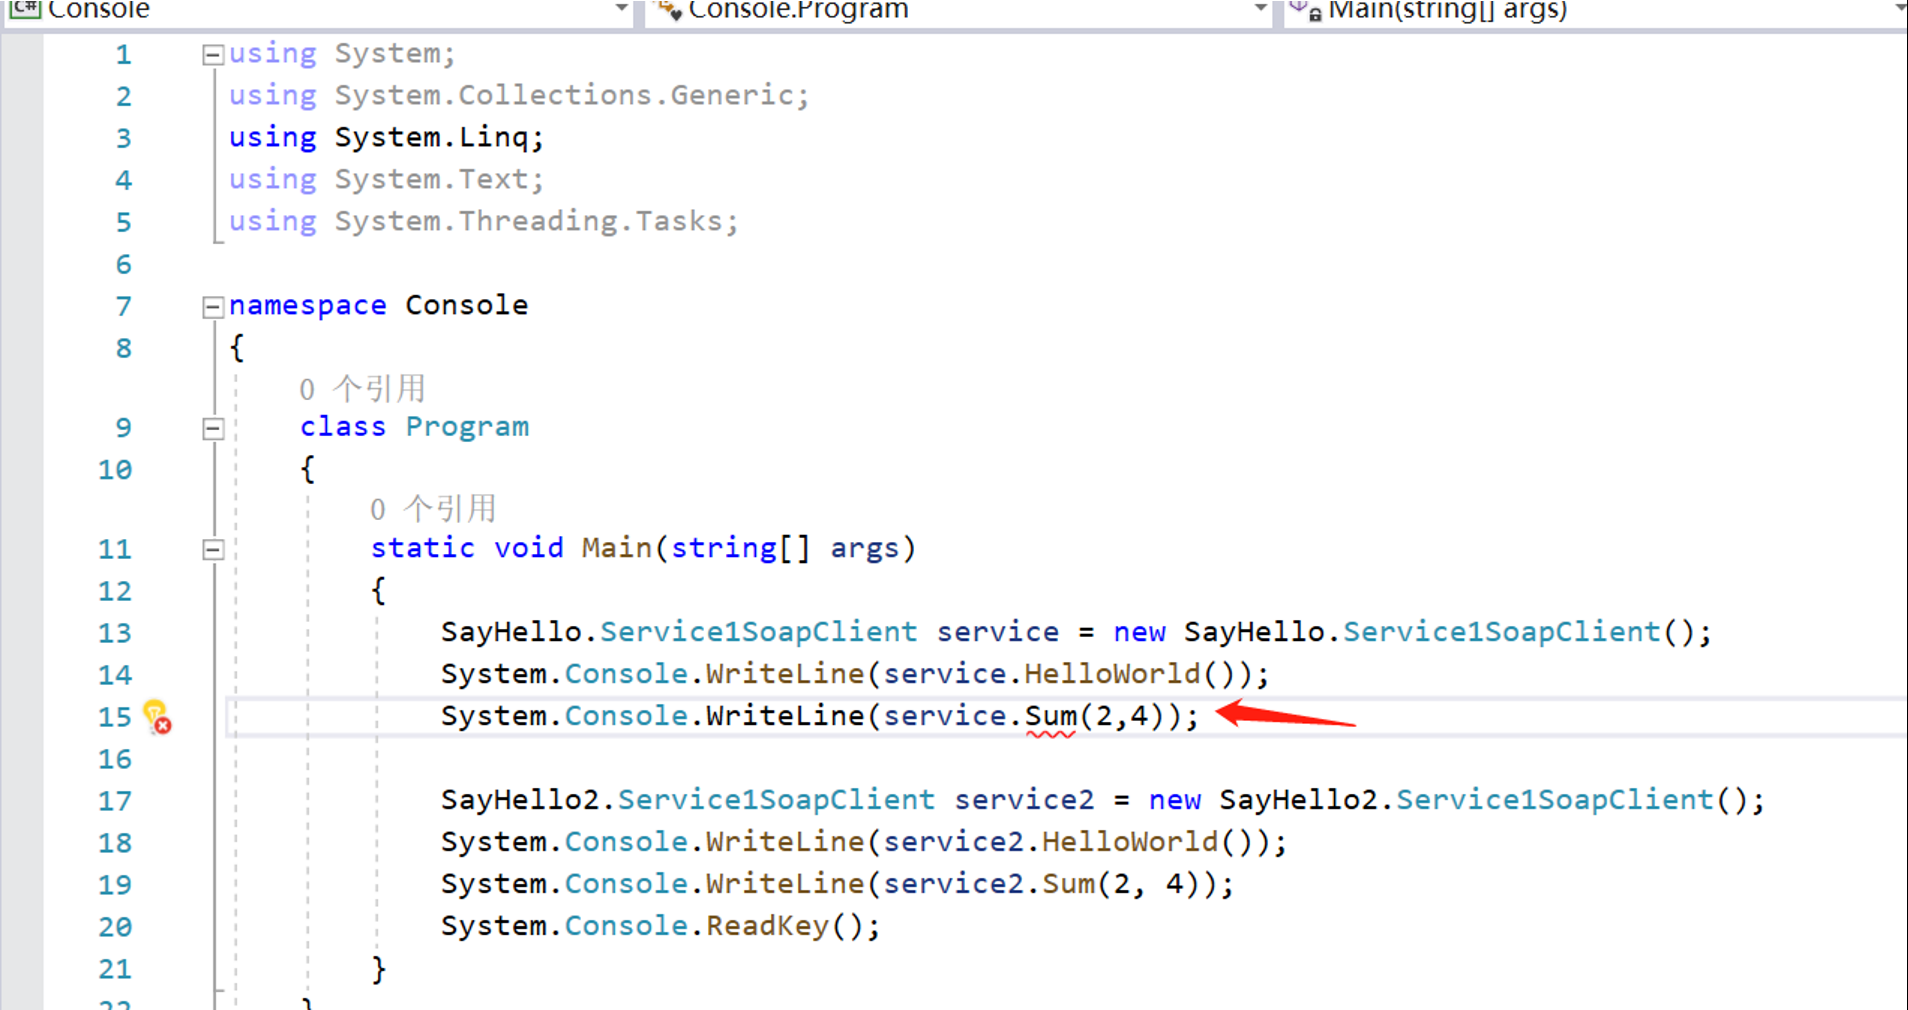 C# Console Console.Program Main(string[] args)
1 using System;
2 using System.Collections.Generic;
3 using System.Linq;
4 using System.Text;
5 using System.Threading.Tasks;
6
7 namespace Console
8 {
0 个引用
9 class Program
10 {
0 个引用
11 static void Main(string[] args)
12 {
13 SayHello.Service1SoapClient service = new SayHello.Service1SoapClient();
14 System.Console.WriteLine(service.HelloWorld());
15 System.Console.WriteLine(service.Sum(2,4));
16
17 SayHello2.Service1SoapClient service2 = new SayHello2.Service1SoapClient();
18 System.Console.WriteLine(service2.HelloWorld());
19 System.Console.WriteLine(service2.Sum(2, 4));
20 System.Console.ReadKey();
21 }
22 }